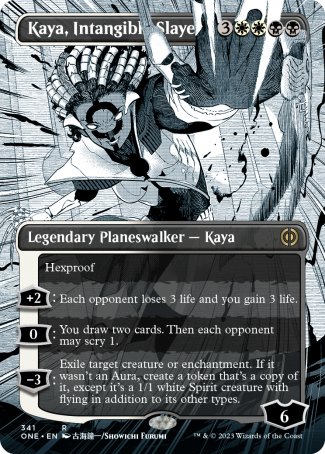 Kaya, Intangible Slayer 3
Legendary Planeswalker — Kaya
Hexproof
+2: Each opponent loses 3 life and you gain 3 life.
0: You draw two cards. Then each opponent
may scry 1.
−3: Exile target creature or enchantment. If it
wasn't an Aura, create a token that's a copy of
it, except it's a 1/1 white Spirit creature with
flying in addition to its other types.
6
341 R
ONE • EN 古海鐘一/Showichi Furumi
™ & © 2023 Wizards of the Coast